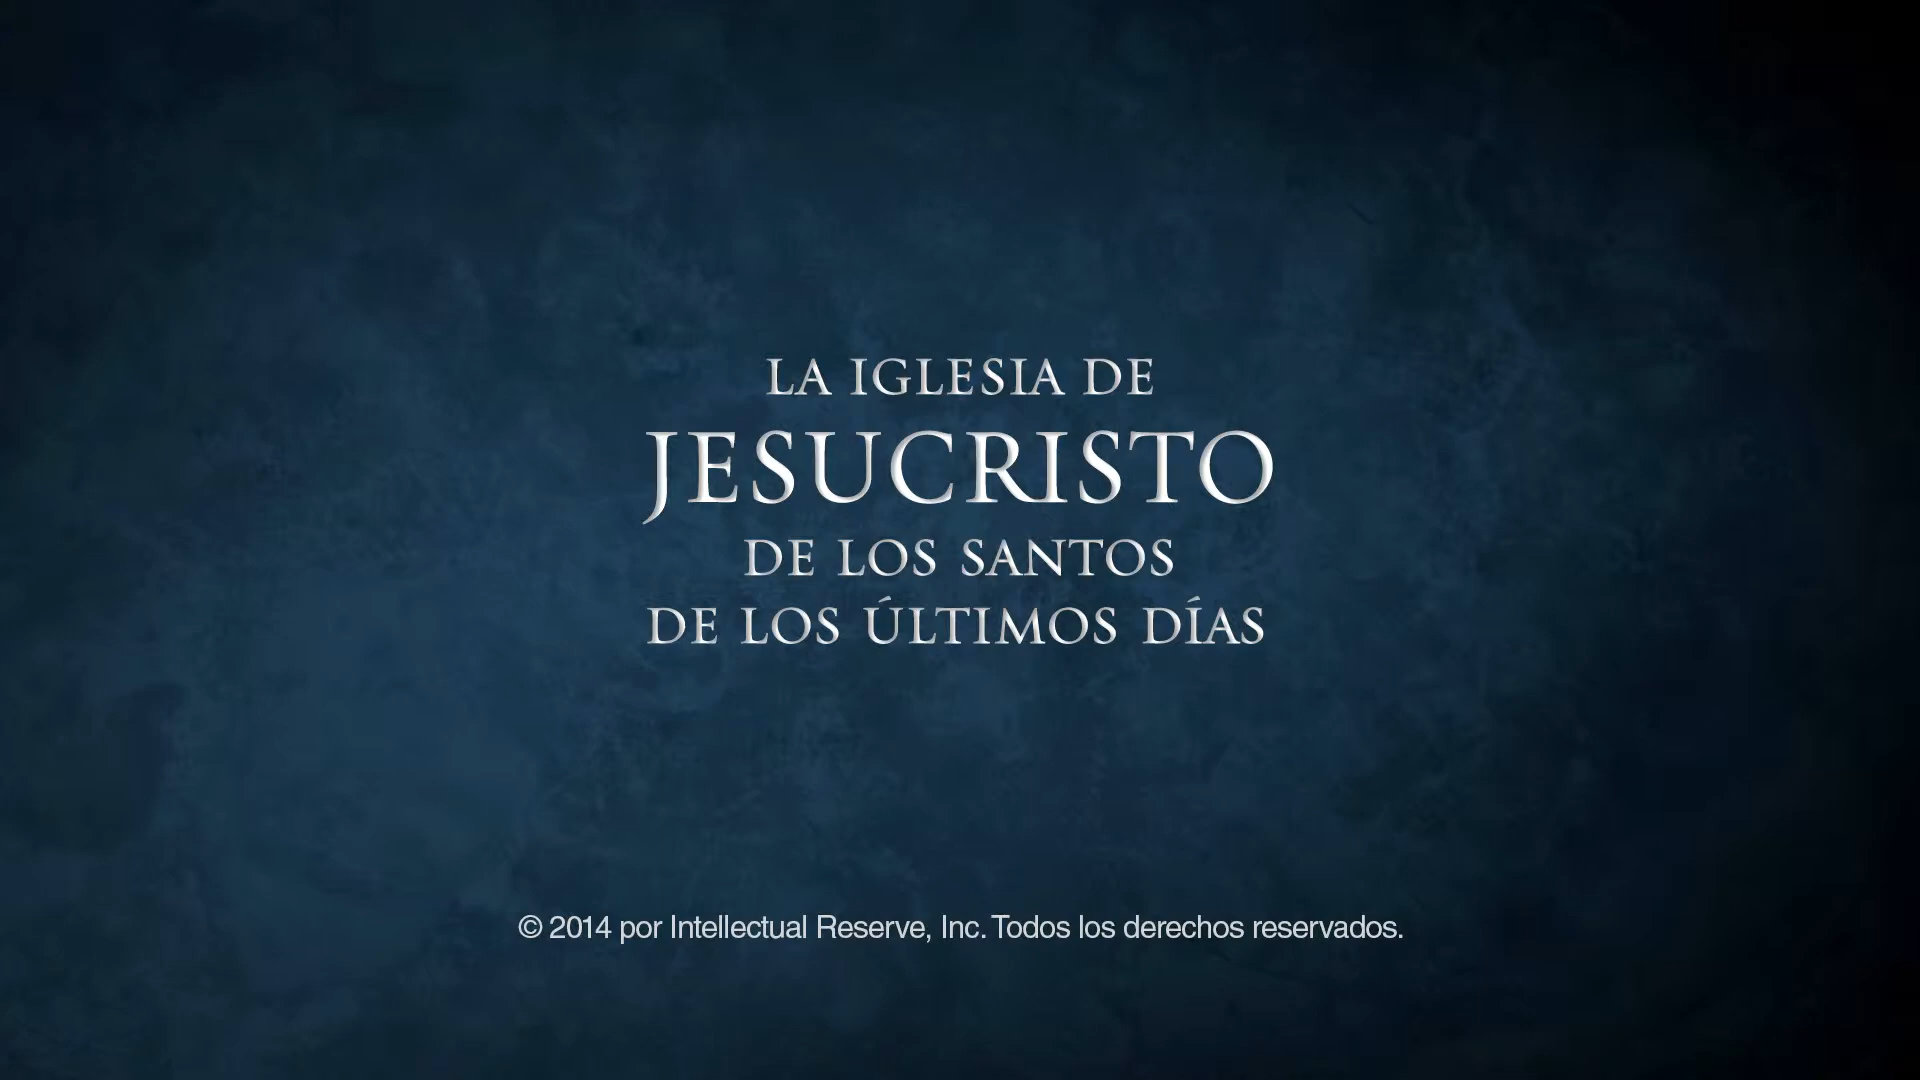 LA IGLESIA DE
JESUCRISTO
DE LOS SANTOS
DE LOS ÚLTIMOS DÍAS
© 2014 por Intellectual Reserve, Inc. Todos los derechos reservados.